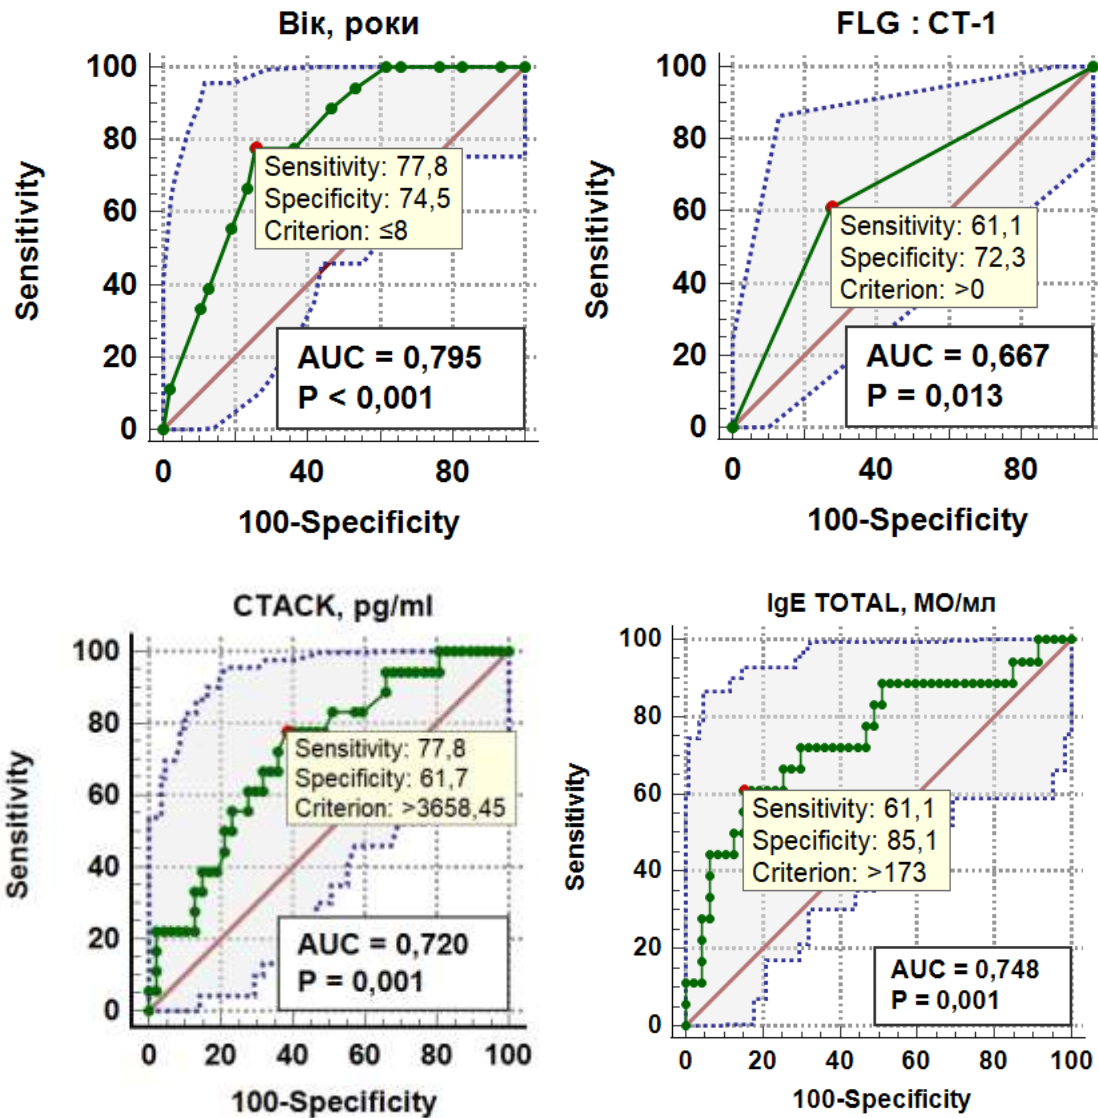 Вік, роки
Sensitivity
100
80
60
40
20
0
Sensitivity: 77,8
Specificity: 74,5
Criterion: ≤8
AUC = 0,795
P < 0,001
0 40 80
100-Specificity
FLG : CT-1
Sensitivity
100
80
60
40
20
0
Sensitivity: 61,1
Specificity: 72,3
Criterion: >0
AUC = 0,667
P = 0,013
0 40 80
100-Specificity
CTACK, pg/ml
Sensitivity
100
80
60
40
20
0
Sensitivity: 77,8
Specificity: 61,7
Criterion: >3658,45
AUC = 0,720
P = 0,001
0 20 40 60 80 100
100-Specificity
IgE TOTAL, МО/мл
Sensitivity
100
80
60
40
20
0
Sensitivity: 61,1
Specificity: 85,1
Criterion: >173
AUC = 0,748
P = 0,001
0 20 40 60 80 100
100-Specificity